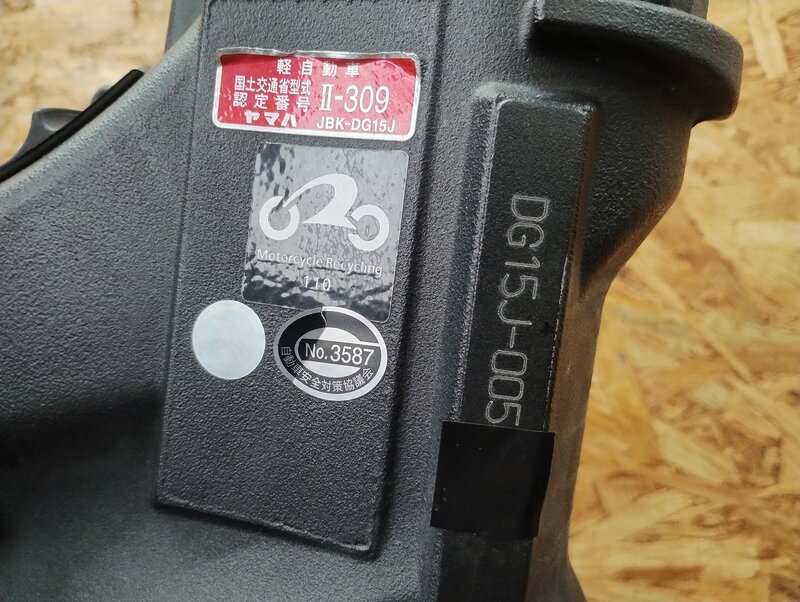 軽自動車
国土交通省型式
認定番号 Ⅱ-309
ヤマハ JBK-DG15J
Motorcycle Recycling
110
No.3587
自動車安全対策協議会
DG15J-005